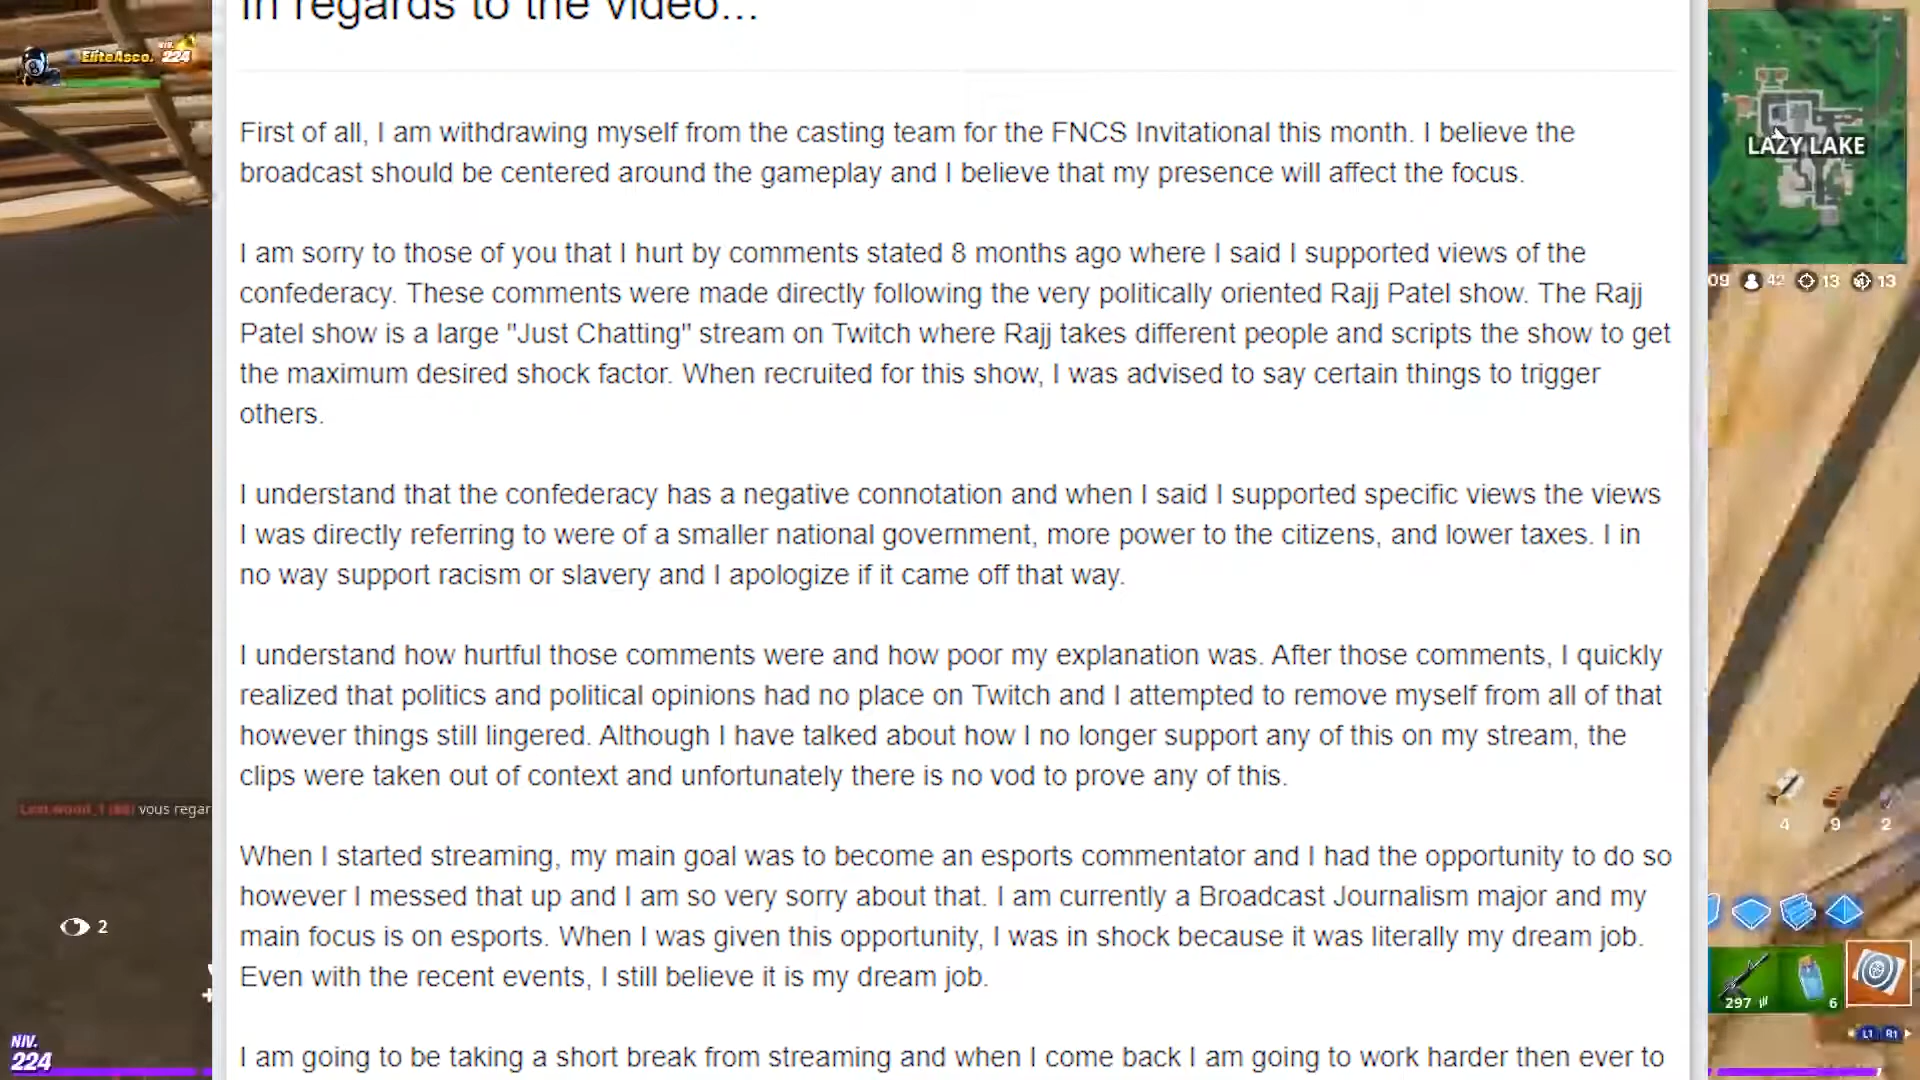 In regards to the video...
EliteAsco.
NIV.
224
First of all, I am withdrawing myself from the casting team for the FNCS Invitational this month. I believe the
broadcast should be centered around the gameplay and I believe that my presence will affect the focus.
LAZY LAKE
I am sorry to those of you that I hurt by comments stated 8 months ago where I said I supported views of the
confederacy. These comments were made directly following the very politically oriented Rajj Patel show. The Rajj
Patel show is a large "Just Chatting" stream on Twitch where Rajj takes different people and scripts the show to get
the maximum desired shock factor. When recruited for this show, I was advised to say certain things to trigger
others.
09 42 13 13
I understand that the confederacy has a negative connotation and when I said I supported specific views the views
I was directly referring to were of a smaller national government, more power to the citizens, and lower taxes. I in
no way support racism or slavery and I apologize if it came off that way.
I understand how hurtful those comments were and how poor my explanation was. After those comments, I quickly
realized that politics and political opinions had no place on Twitch and I attempted to remove myself from all of that
however things still lingered. Although I have talked about how I no longer support any of this on my stream, the
clips were taken out of context and unfortunately there is no vod to prove any of this.
vous regar
4 9 2
When I started streaming, my main goal was to become an esports commentator and I had the opportunity to do so
however I messed that up and I am so very sorry about that. I am currently a Broadcast Journalism major and my
main focus is on esports. When I was given this opportunity, I was in shock because it was literally my dream job.
Even with the recent events, I still believe it is my dream job.
2
297 6
L1 R1
NIV.
224
I am going to be taking a short break from streaming and when I come back I am going to work harder then ever to